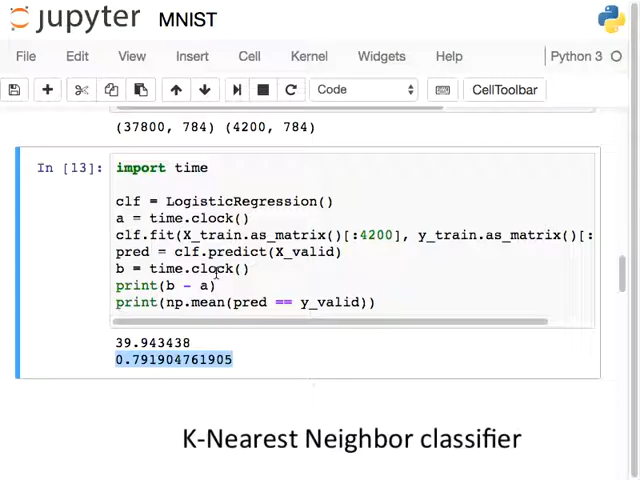 jupyter MNIST
File Edit View Insert Cell Kernel Widgets Help Python 3
Code CellToolbar
(37800, 784) (4200, 784)
In [13]: import time
clf = LogisticRegression()
a = time.clock()
clf.fit(X_train.as_matrix()[:4200], y_train.as_matrix()[:
pred = clf.predict(X_valid)
b = time.clock()
print(b - a)
print(np.mean(pred == y_valid))
39.943438
0.791904761905
K-Nearest Neighbor classifier